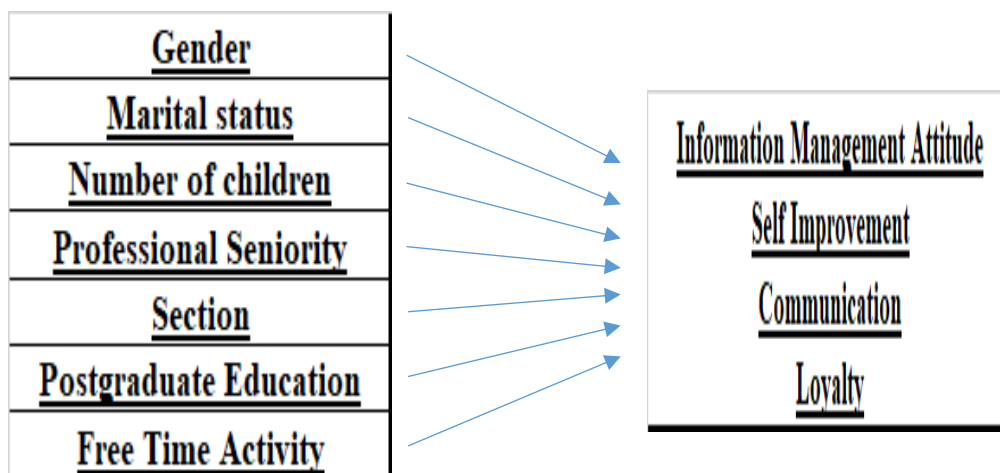 Gender
Marital status
Number of children
Professional Seniority
Section
Postgraduate Education
Free Time Activity
Information Management Attitude
Self Improvement
Communication
Loyalty